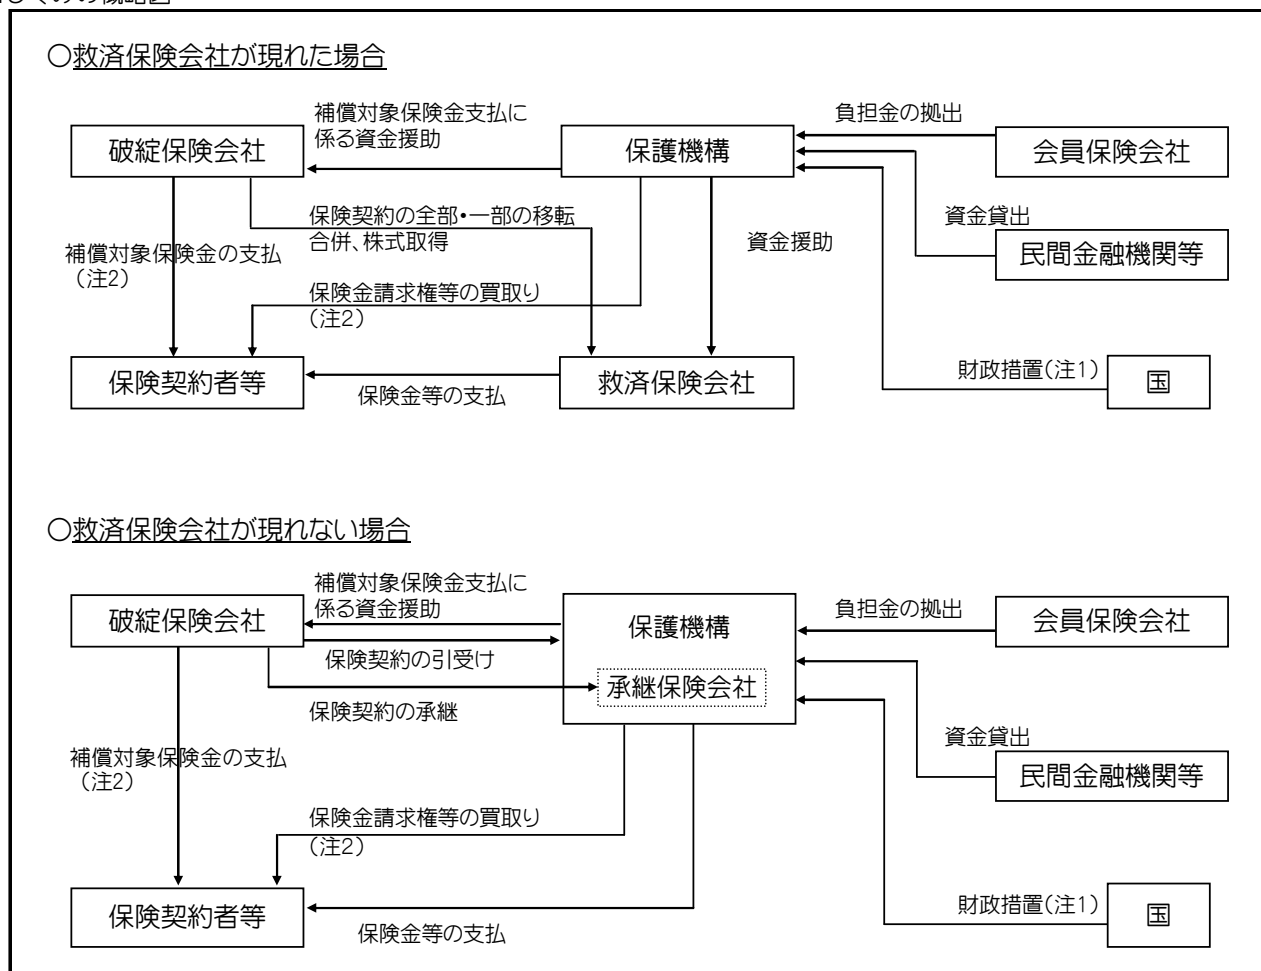 ○救済保険会社が現れた場合
補償対象保険金支払に
係る資金援助
負担金の拠出
破綻保険会社
保護機構
会員保険会社
保険契約の全部・一部の移転
合併、株式取得
資金貸出
補償対象保険金の支払
（注2）
資金援助
民間金融機関等
保険金請求権等の買取り
（注2）
保険契約者等
保険金等の支払
救済保険会社
財政措置（注1）
国
○救済保険会社が現れない場合
補償対象保険金支払に
係る資金援助
負担金の拠出
破綻保険会社
保護機構
会員保険会社
保険契約の引受け
承継保険会社
保険契約の承継
資金貸出
補償対象保険金の支払
（注2）
民間金融機関等
保険金請求権等の買取り
（注2）
保険契約者等
保険金等の支払
財政措置（注1）
国